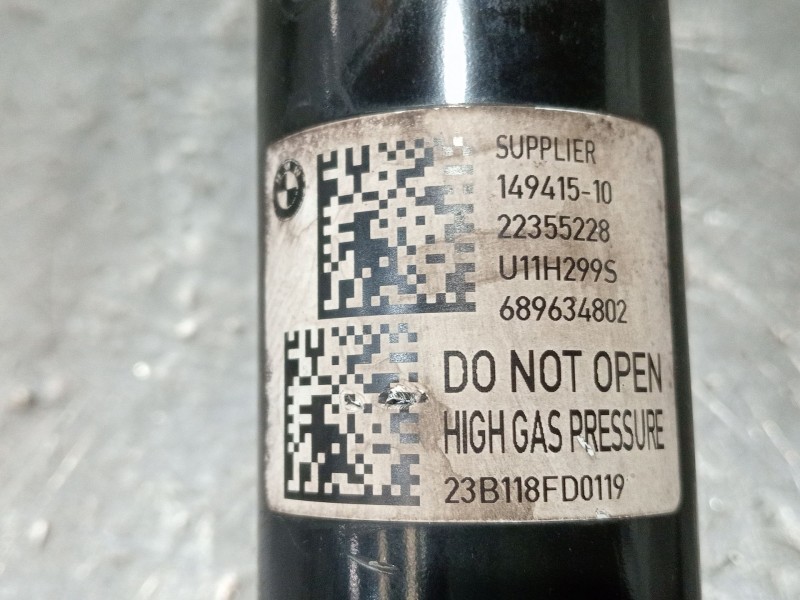 SUPPLIER
149415-10
22355228
U11H299S
689634802
DO NOT OPEN
HIGH GAS PRESSURE
23B118FD0119